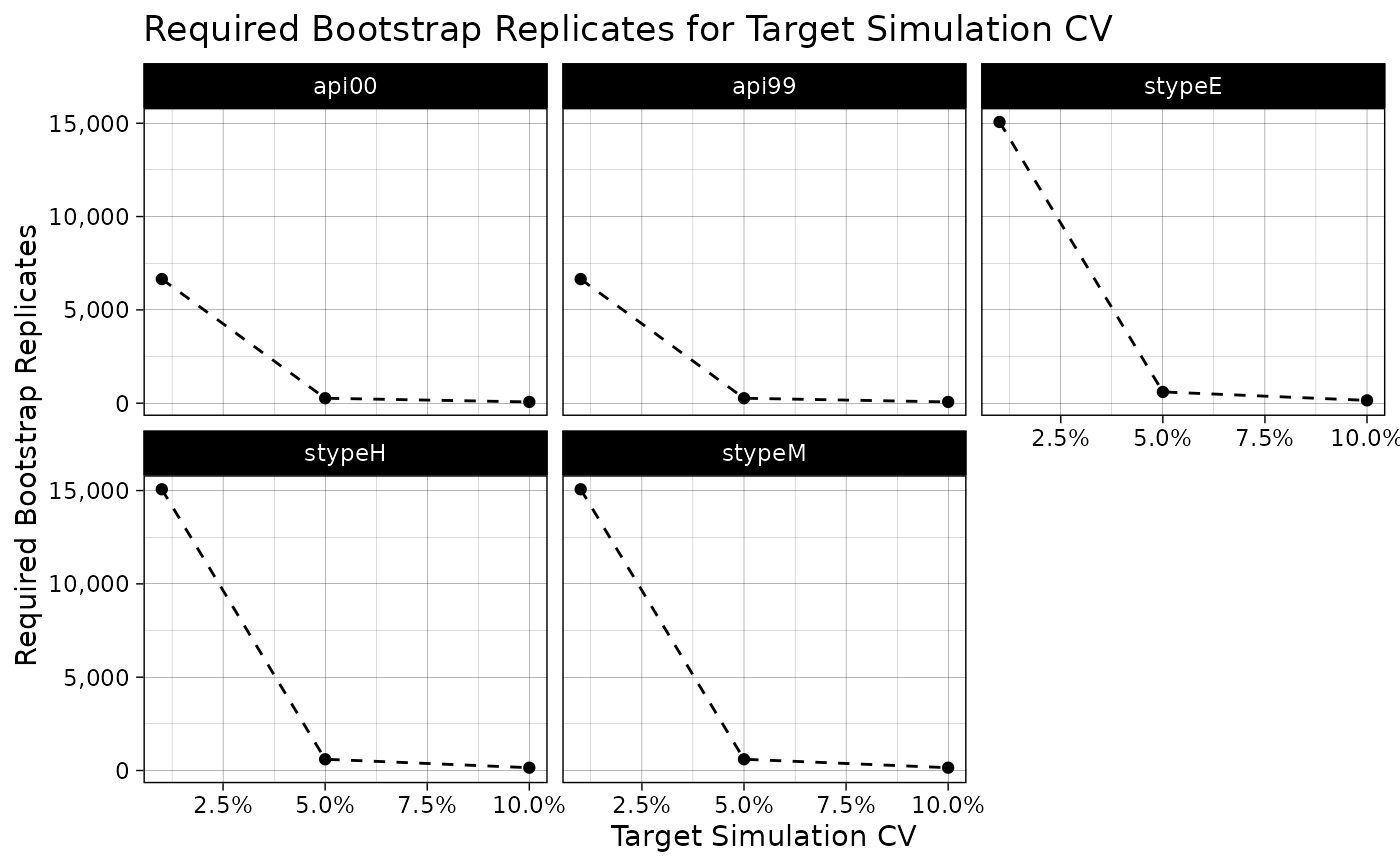 Required Bootstrap Replicates for Target Simulation CV
api00
api99
stypeE
15,000
10,000
5,000
0
2.5%
5.0%
7.5%
10.0%
stypeH
stypeM
15,000
10,000
5,000
0
2.5%
5.0%
7.5%
10.0%
2.5%
5.0%
7.5%
10.0%
Target Simulation CV
Required Bootstrap Replicates